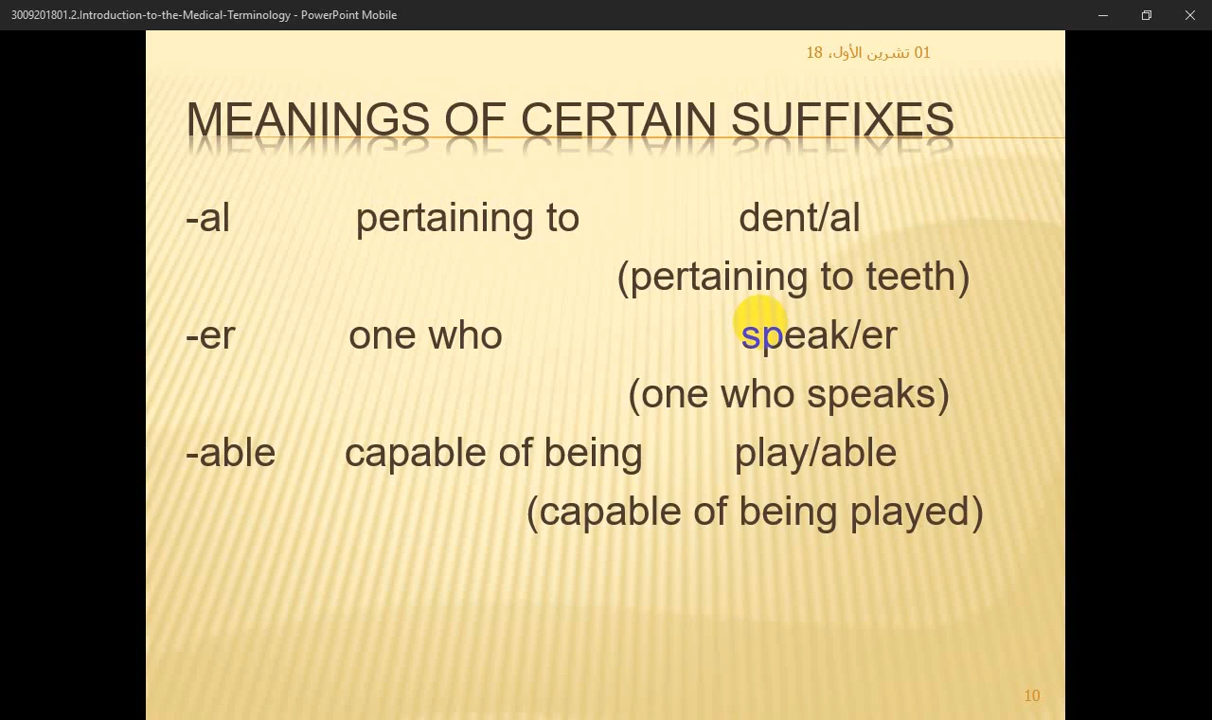 3009201801.2.Introduction-to-the-Medical-Terminology - PowerPoint Mobile
01 تشرين الأول، 18
MEANINGS OF CERTAIN SUFFIXES
-al pertaining to dent/al
(pertaining to teeth)
-er one who speak/er
(one who speaks)
-able capable of being play/able
(capable of being played)
10